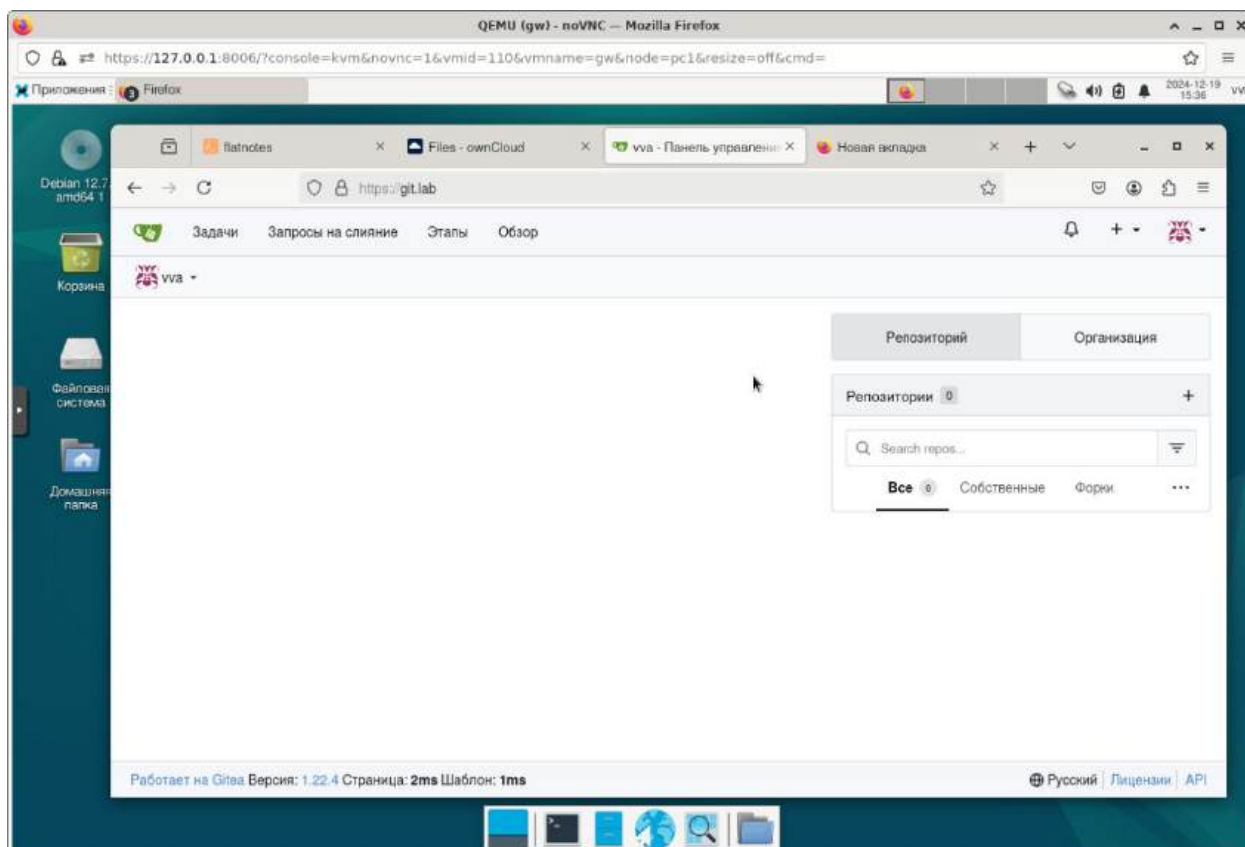 QEMU (gw) - noVNC — Mozilla Firefox
https://127.0.0.1:8006/?console=kvm&novnc=1&vmid=110&vmname=gw&node=pc1&resize=off&cmd=
Приложения
Firefox
2024-12-19
15:36
Debian 12.7
amd64 1
flatnotes
Files - ownCloud
vva - Панель управлени
Новая вкладка
https://git.lab
Задачи Запросы на слияние Этапы Обзор
Корзина
vva
Репозиторий Организация
Файловая
система
Репозитории 0
Search repos...
Все 0 Собственные Форки
Домашняя
папка
Работает на Gitea Версия: 1.22.4 Страница: 2ms Шаблон: 1ms
Русский Лицензии API